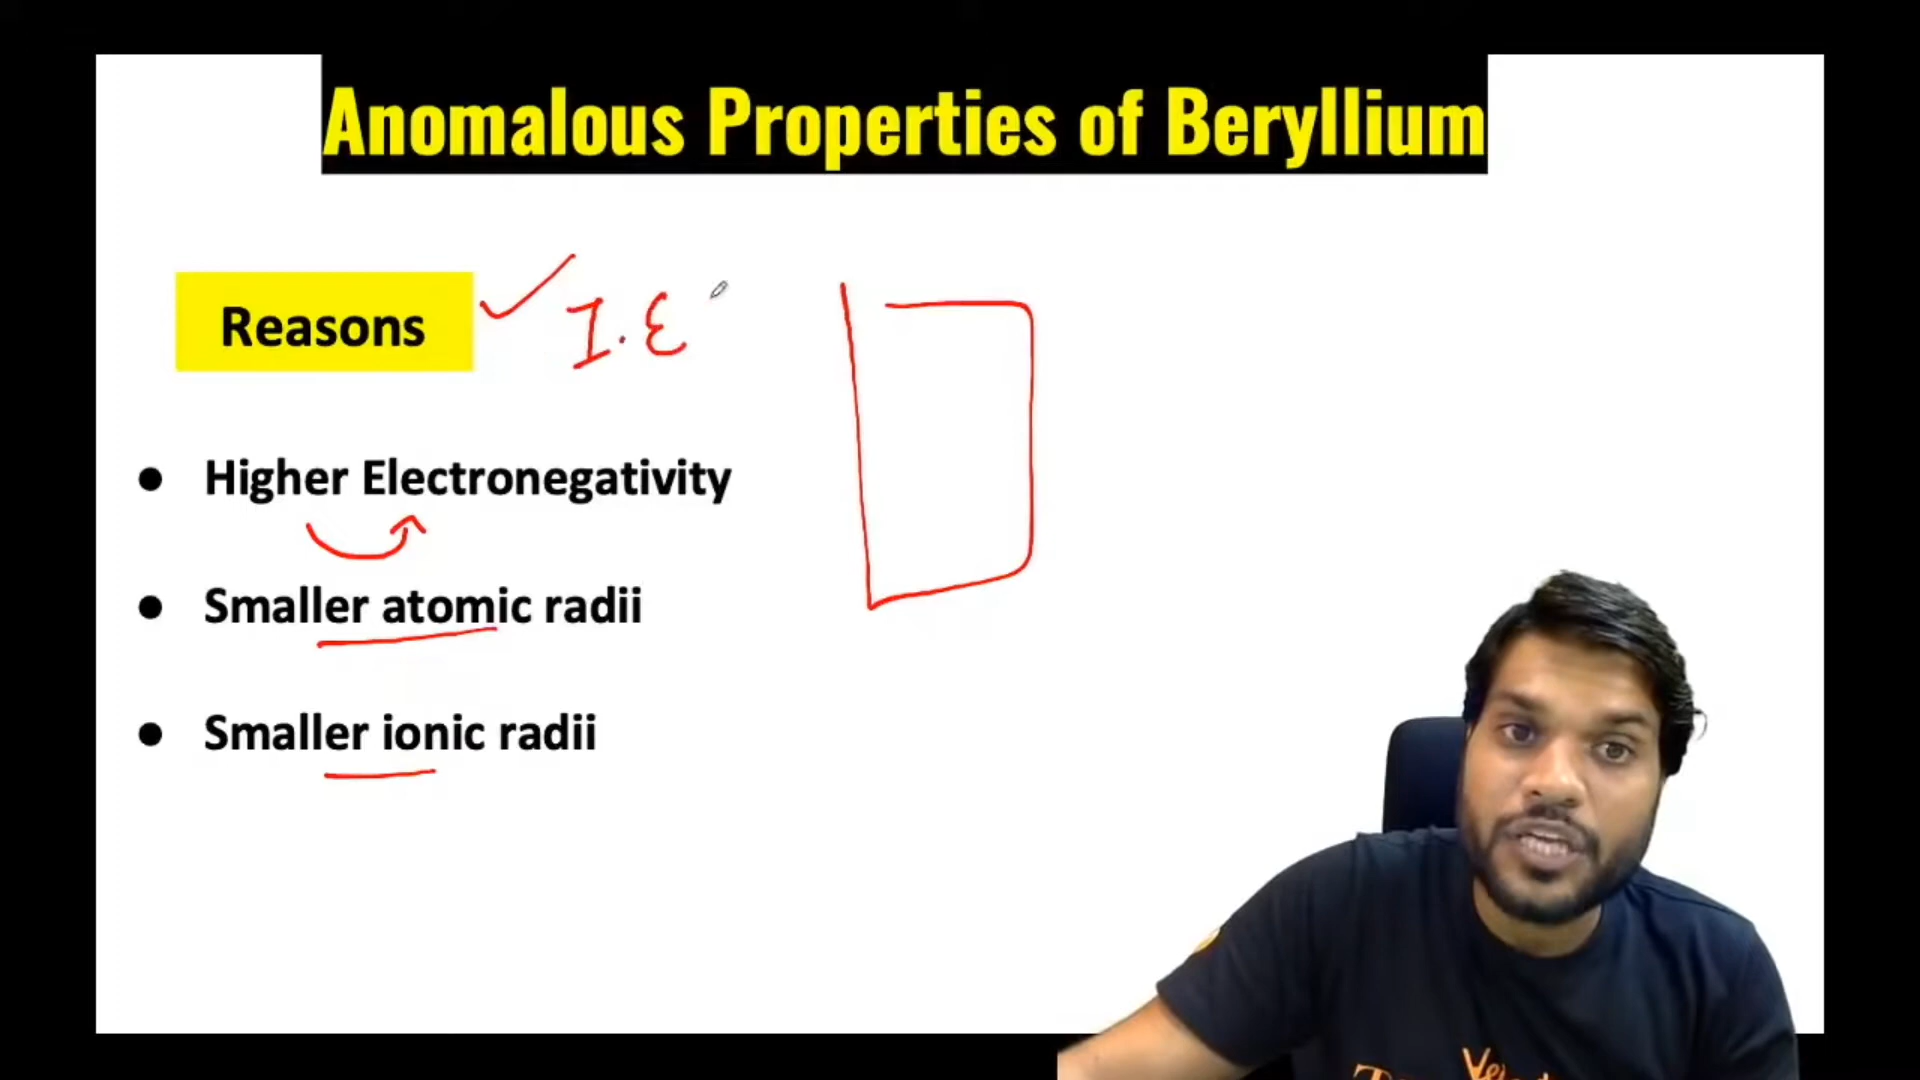 Anomalous Properties of Beryllium
Reasons
I.E
● Higher Electronegativity
● Smaller atomic radii
● Smaller ionic radii